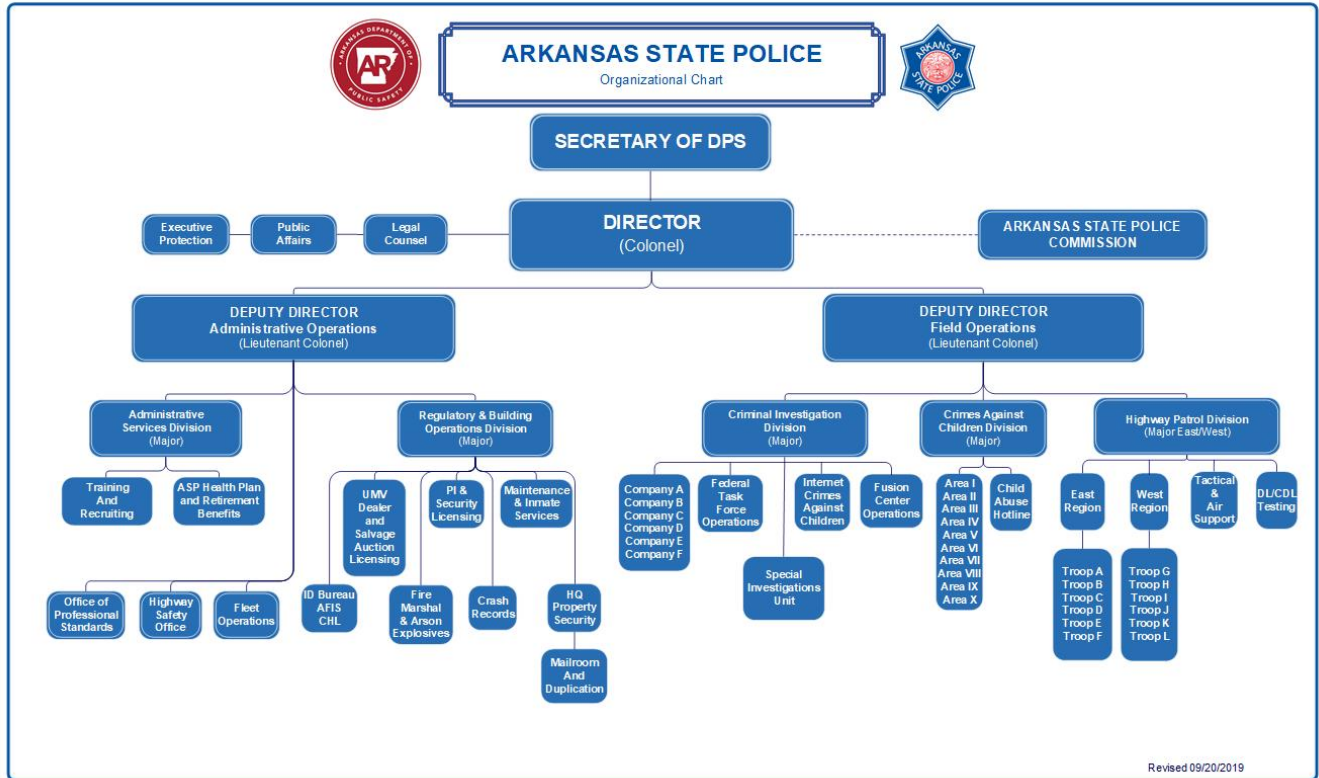 ARKANSAS DEPARTMENT OF
AR
PUBLIC SAFETY
ARKANSAS STATE POLICE
Organizational Chart
ARKANSAS
STATE POLICE
SECRETARY OF DPS
Executive
Protection
Public
Affairs
Legal
Counsel
DIRECTOR
(Colonel)
ARKANSAS STATE POLICE
COMMISSION
DEPUTY DIRECTOR
Administrative Operations
(Lieutenant Colonel)
DEPUTY DIRECTOR
Field Operations
(Lieutenant Colonel)
Administrative
Services Division
(Major)
Regulatory & Building
Operations Division
(Major)
Criminal Investigation
Division
(Major)
Crimes Against
Children Division
(Major)
Highway Patrol Division
(Major East/West)
Training
And
Recruiting
ASP Health Plan
and Retirement
Benefits
UMV
Dealer
and
Salvage
Auction
Licensing
PI &
Security
Licensing
Maintenance
& Inmate
Services
Company A
Company B
Company C
Company D
Company E
Company F
Federal
Task
Force
Operations
Internet
Crimes
Against
Children
Fusion
Center
Operations
Area I
Area II
Area III
Area IV
Area V
Area VI
Area VII
Area VIII
Area IX
Area X
Child
Abuse
Hotline
East
Region
West
Region
Tactical
&
Air
Support
DL/CDL
Testing
Office of
Professional
Standards
Highway
Safety
Office
Fleet
Operations
ID Bureau
AFIS
CHL
Fire
Marshal
& Arson
Explosives
Crash
Records
HQ
Property
Security
Special
Investigations
Unit
Troop A
Troop B
Troop C
Troop D
Troop E
Troop F
Troop G
Troop H
Troop I
Troop J
Troop K
Troop L
Mailroom
And
Duplication
Revised 09/20/2019